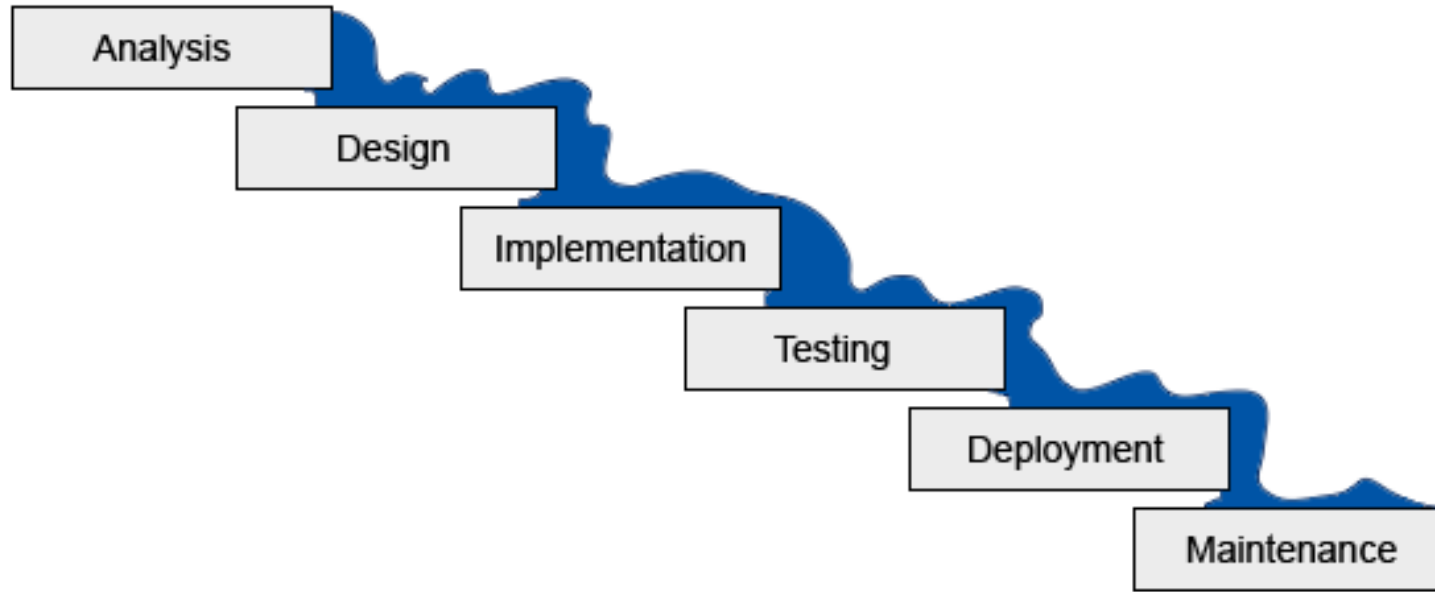 Analysis
Design
Implementation
Testing
Deployment
Maintenance